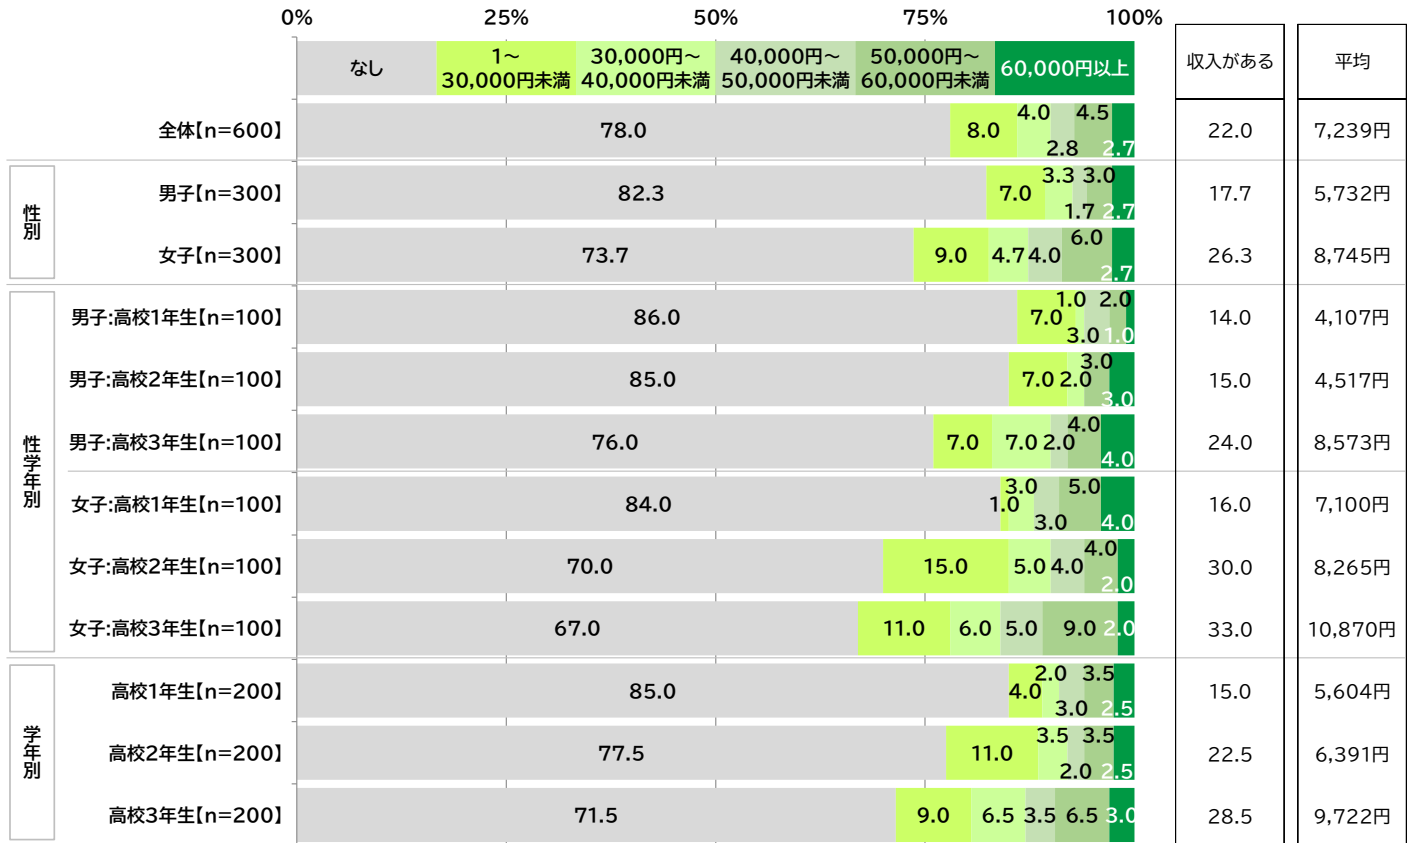 0% 25% 50% 75% 100%
なし
1～
30,000円未満
30,000円～
40,000円未満
40,000円～
50,000円未満
50,000円～
60,000円未満
60,000円以上
収入がある
平均
全体【n=600】 78.0 8.0 4.0 2.8 4.5 2.7 22.0 7,239円
性別
男子【n=300】 82.3 7.0 3.3 1.7 3.0 2.7 17.7 5,732円
女子【n=300】 73.7 9.0 4.7 4.0 6.0 2.7 26.3 8,745円
性学年別
男子:高校1年生【n=100】 86.0 7.0 1.0 3.0 2.0 1.0 14.0 4,107円
男子:高校2年生【n=100】 85.0 7.0 2.0 3.0 3.0 15.0 4,517円
男子:高校3年生【n=100】 76.0 7.0 7.0 2.0 4.0 4.0 24.0 8,573円
女子:高校1年生【n=100】 84.0 1.0 3.0 3.0 5.0 4.0 16.0 7,100円
女子:高校2年生【n=100】 70.0 15.0 5.0 4.0 4.0 2.0 30.0 8,265円
女子:高校3年生【n=100】 67.0 11.0 6.0 5.0 9.0 2.0 33.0 10,870円
学年別
高校1年生【n=200】 85.0 4.0 2.0 3.0 3.5 2.5 15.0 5,604円
高校2年生【n=200】 77.5 11.0 3.5 2.0 3.5 2.5 22.5 6,391円
高校3年生【n=200】 71.5 9.0 6.5 3.5 6.5 3.0 28.5 9,722円